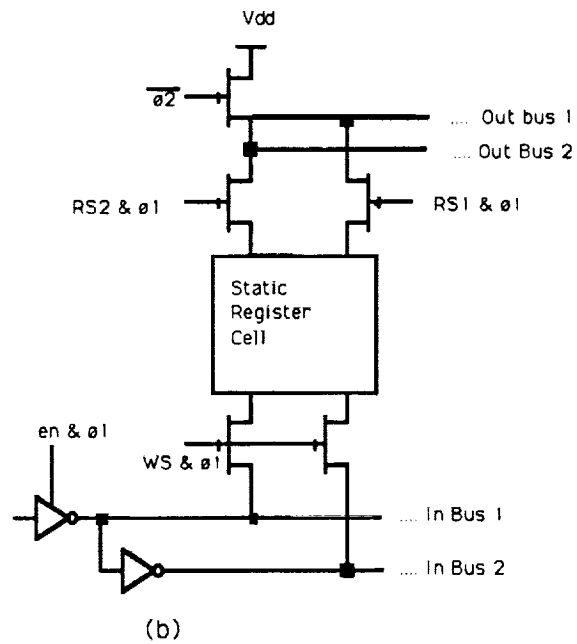 Vdd
ø2
.... Out bus 1
.... Out Bus 2
RS2 & ø1
RS1 & ø1
Static
Register
Cell
en & ø1
WS & ø1
.... In Bus 1
.... In Bus 2
(b)